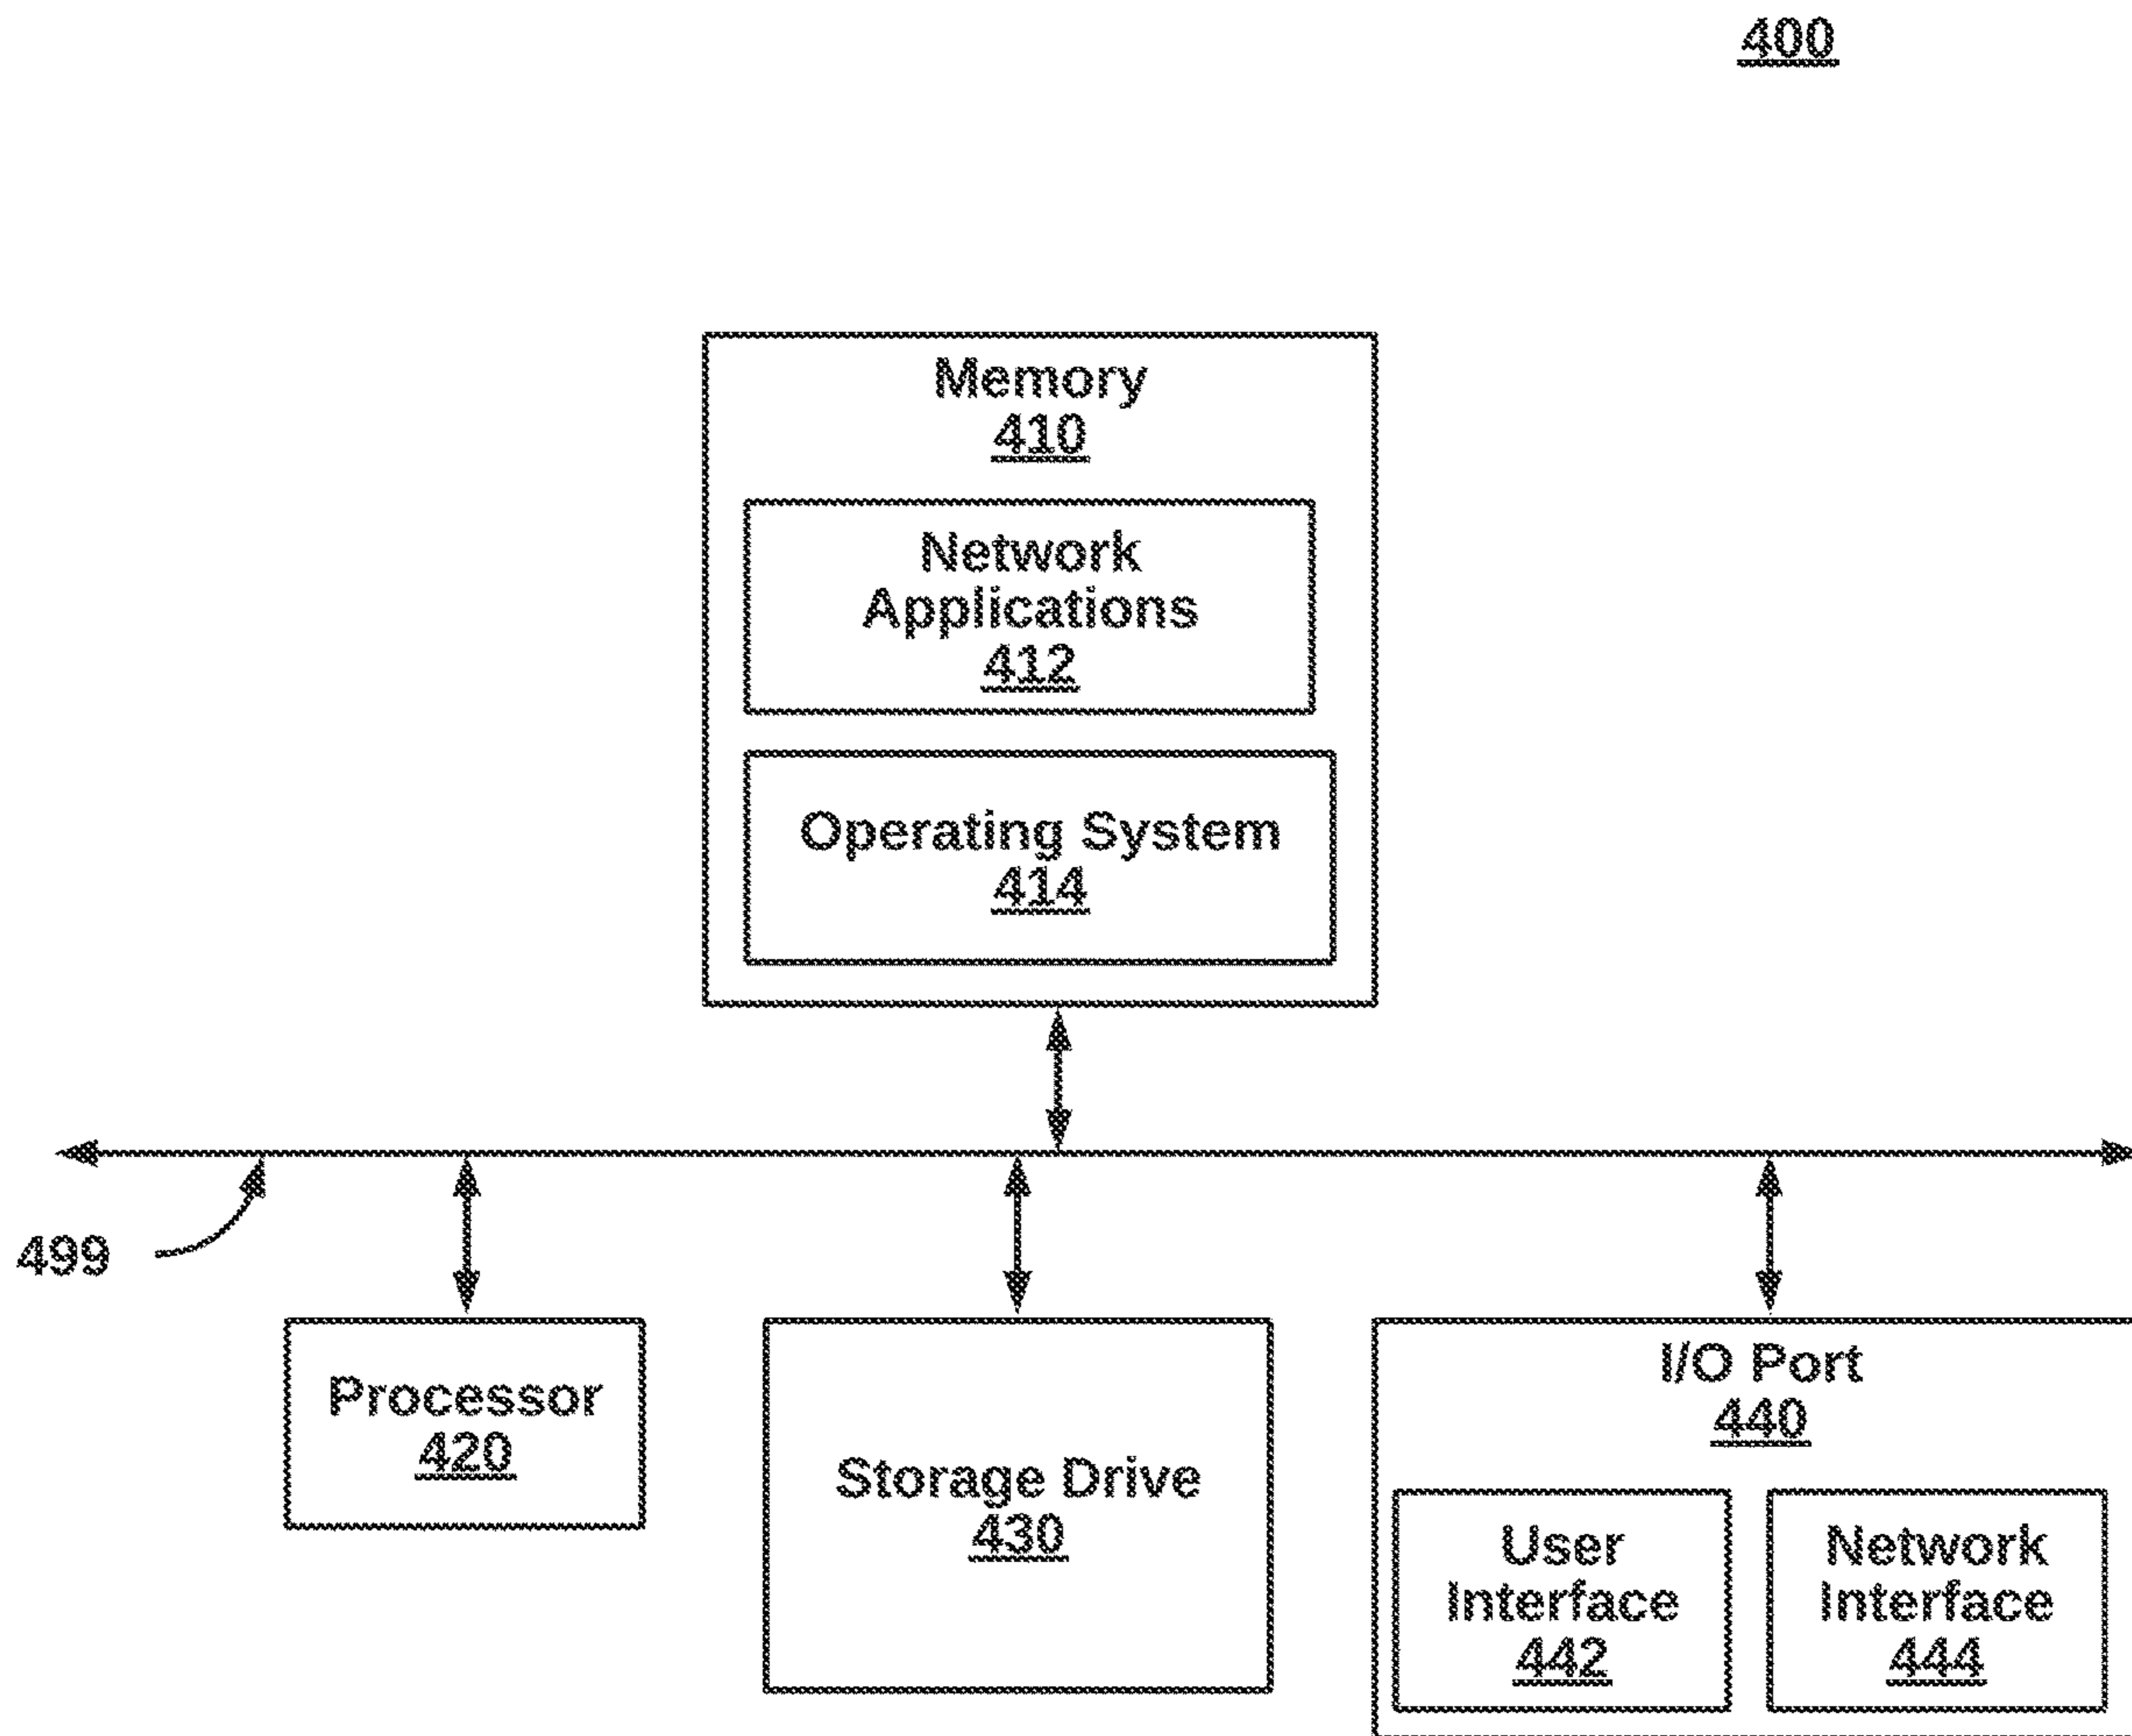 400
Memory
410
Network
Applications
412
Operating System
414
499
Processor
420
Storage Drive
430
I/O Port
440
User
Interface
442
Network
Interface
444